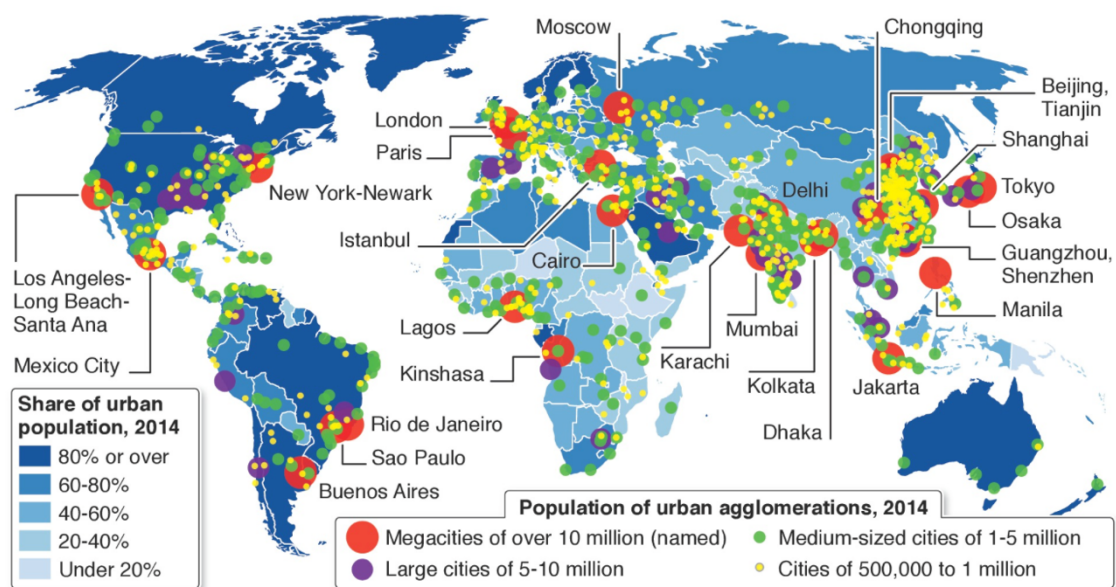 Moscow
Chongqing
Beijing,
Tianjin
London
Paris
Shanghai
New York-Newark
Delhi
Tokyo
Istanbul
Cairo
Osaka
Los Angeles-
Long Beach-
Santa Ana
Guangzhou,
Shenzhen
Lagos
Mumbai
Manila
Mexico City
Kinshasa
Karachi
Kolkata
Jakarta
Dhaka
Rio de Janeiro
Sao Paulo
Buenos Aires
Share of urban
population, 2014
80% or over
60-80%
40-60%
20-40%
Under 20%
Population of urban agglomerations, 2014
Megacities of over 10 million (named)
Large cities of 5-10 million
Medium-sized cities of 1-5 million
Cities of 500,000 to 1 million